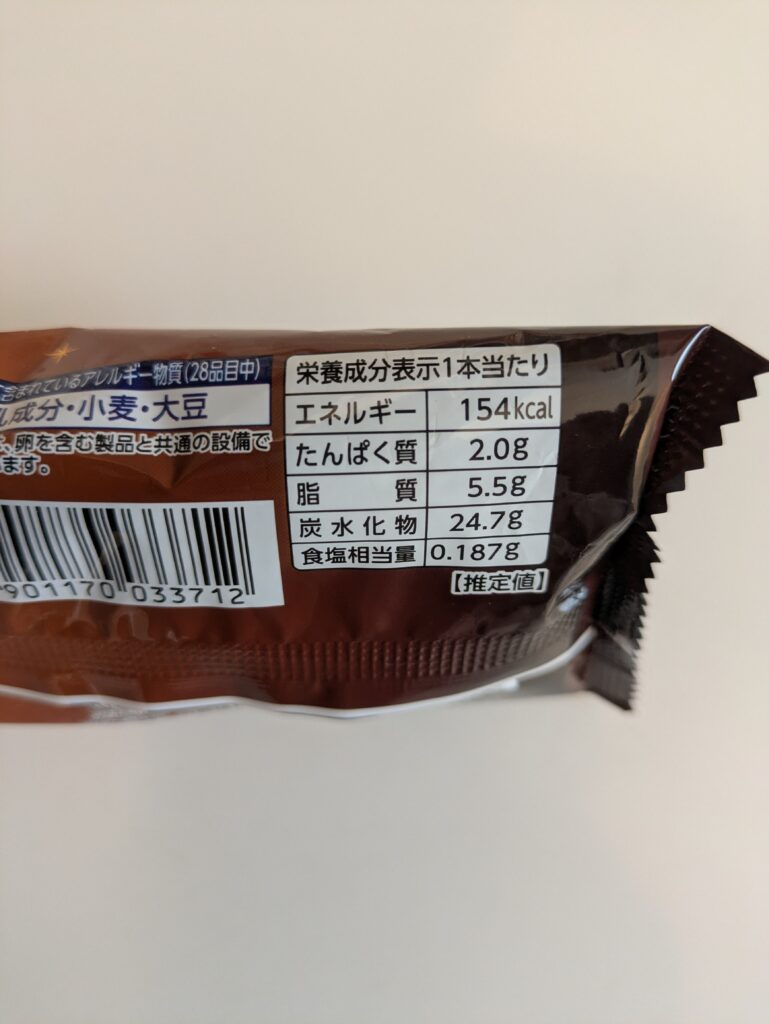 含まれているアレルギー物質(28品目中)
乳成分・小麦・大豆
、卵を含む製品と共通の設備で
います。
栄養成分表示1本当たり
エネルギー 154kcal
たんぱく質 2.0g
脂質 5.5g
炭水化物 24.7g
食塩相当量 0.187g
【推定値】
901170 033712